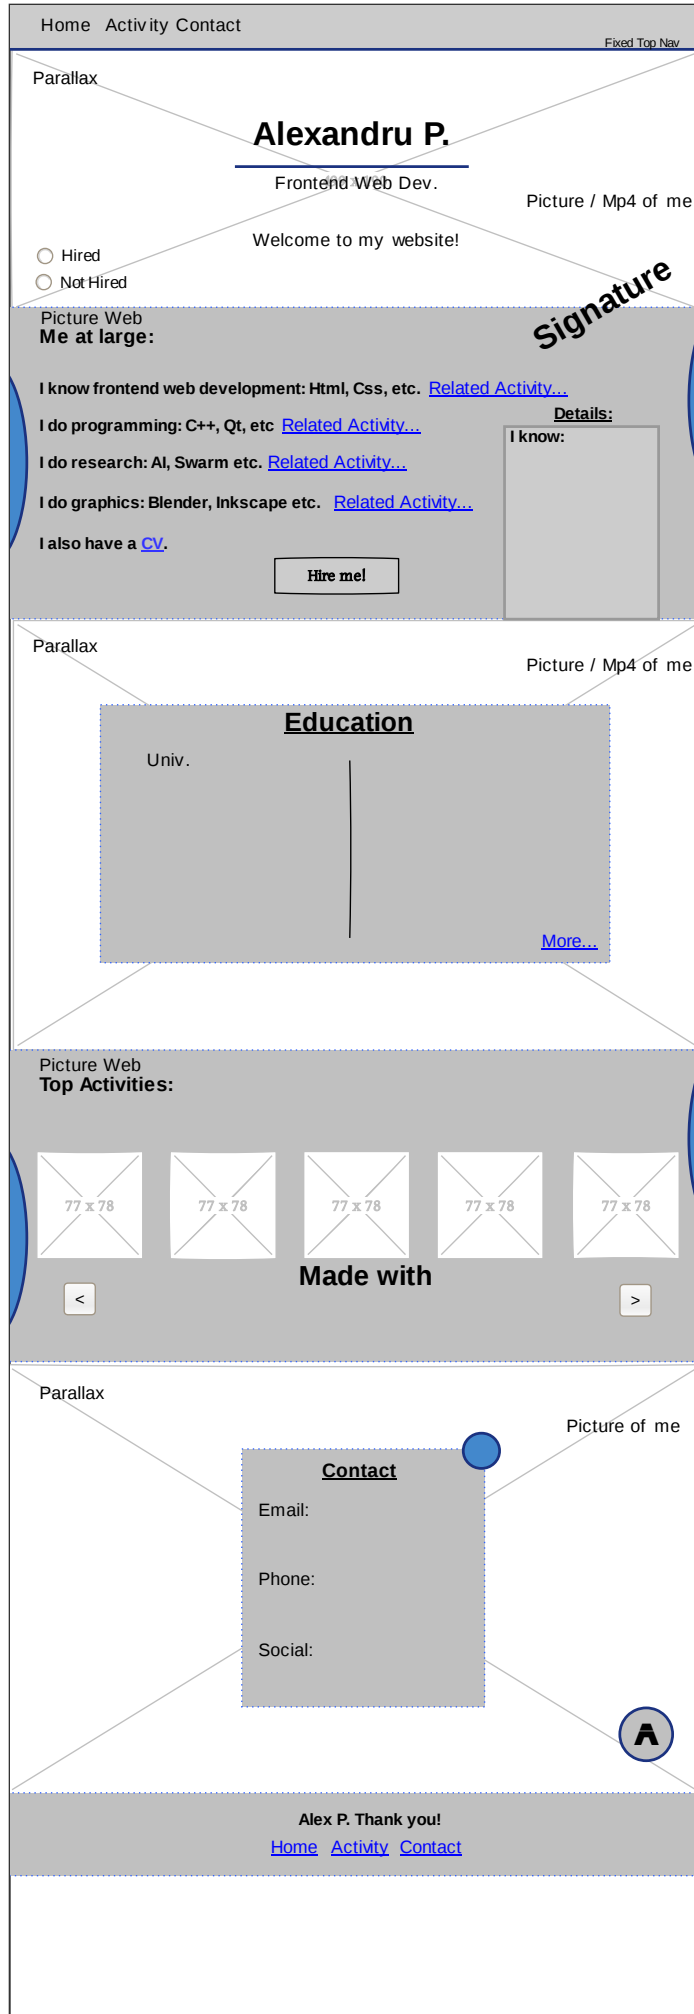 Home Activity Contact
Fixed Top Nav
Parallax
Alexandru P.
Frontend Web Dev.
Picture / Mp4 of me
Welcome to my website!
Hired
Not Hired
Signature
Picture Web
Me at large:
I know frontend web development: Html, Css, etc. Related Activity...
Details:
I do programming: C++, Qt, etc Related Activity...
I know:
I do research: AI, Swarm etc. Related Activity...
I do graphics: Blender, Inkscape etc. Related Activity...
I also have a CV.
Hire me!
Parallax
Picture / Mp4 of me
Education
Univ.
More...
Picture Web
Top Activities:
77 x 78 77 x 78 77 x 78 77 x 78 77 x 78
Made with
< >
Parallax
Picture of me
Contact
Email:
Phone:
Social:
A
Alex P. Thank you!
Home Activity Contact